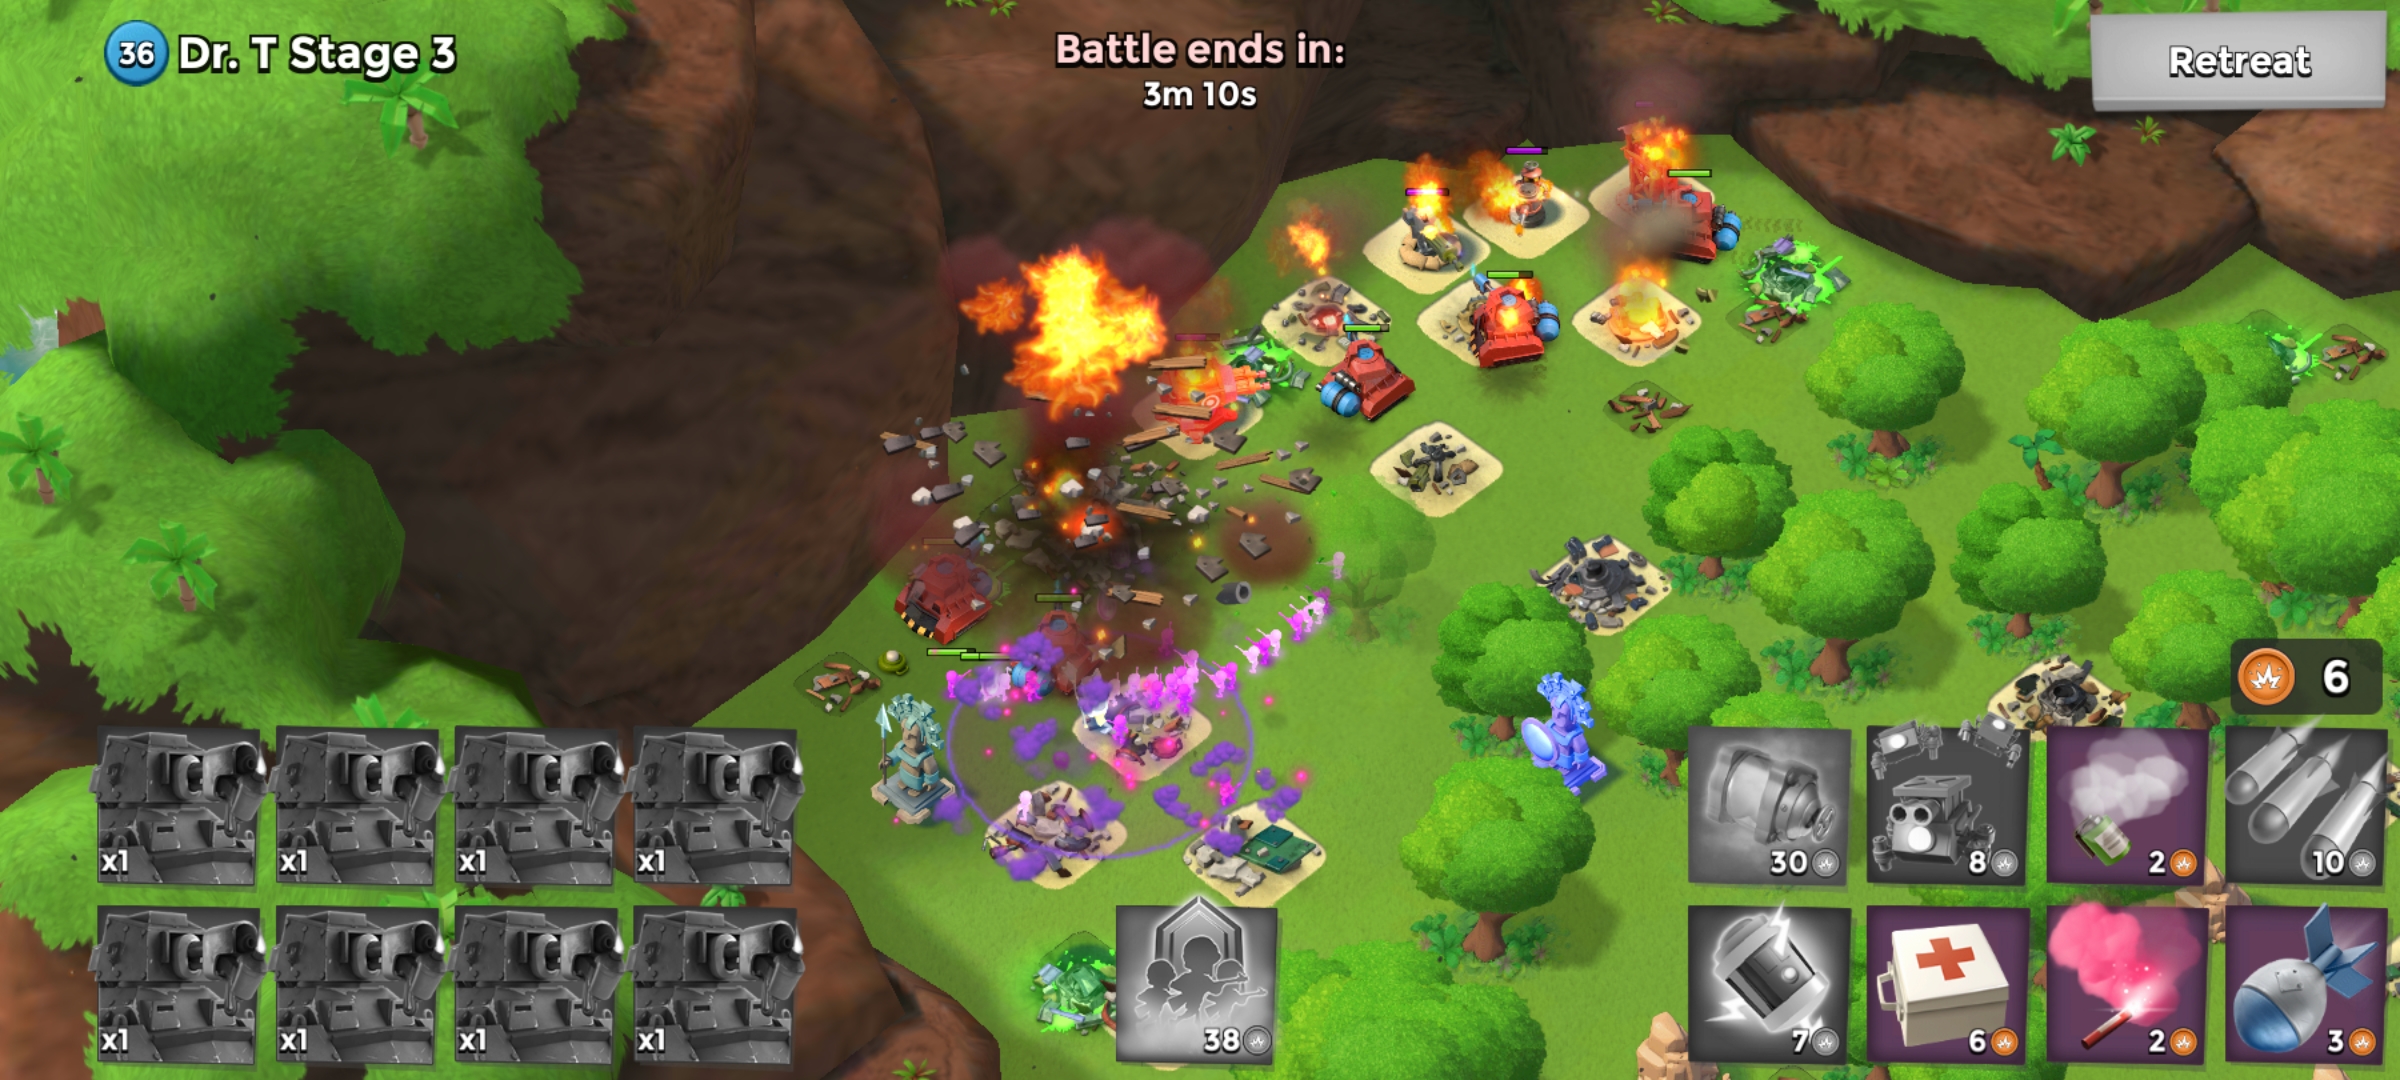 36 Dr. T Stage 3
Battle ends in:
3m 10s
Retreat
6
x1 x1 x1 x1
30 8 2 10
x1 x1 x1 x1
38
7 6 2 3